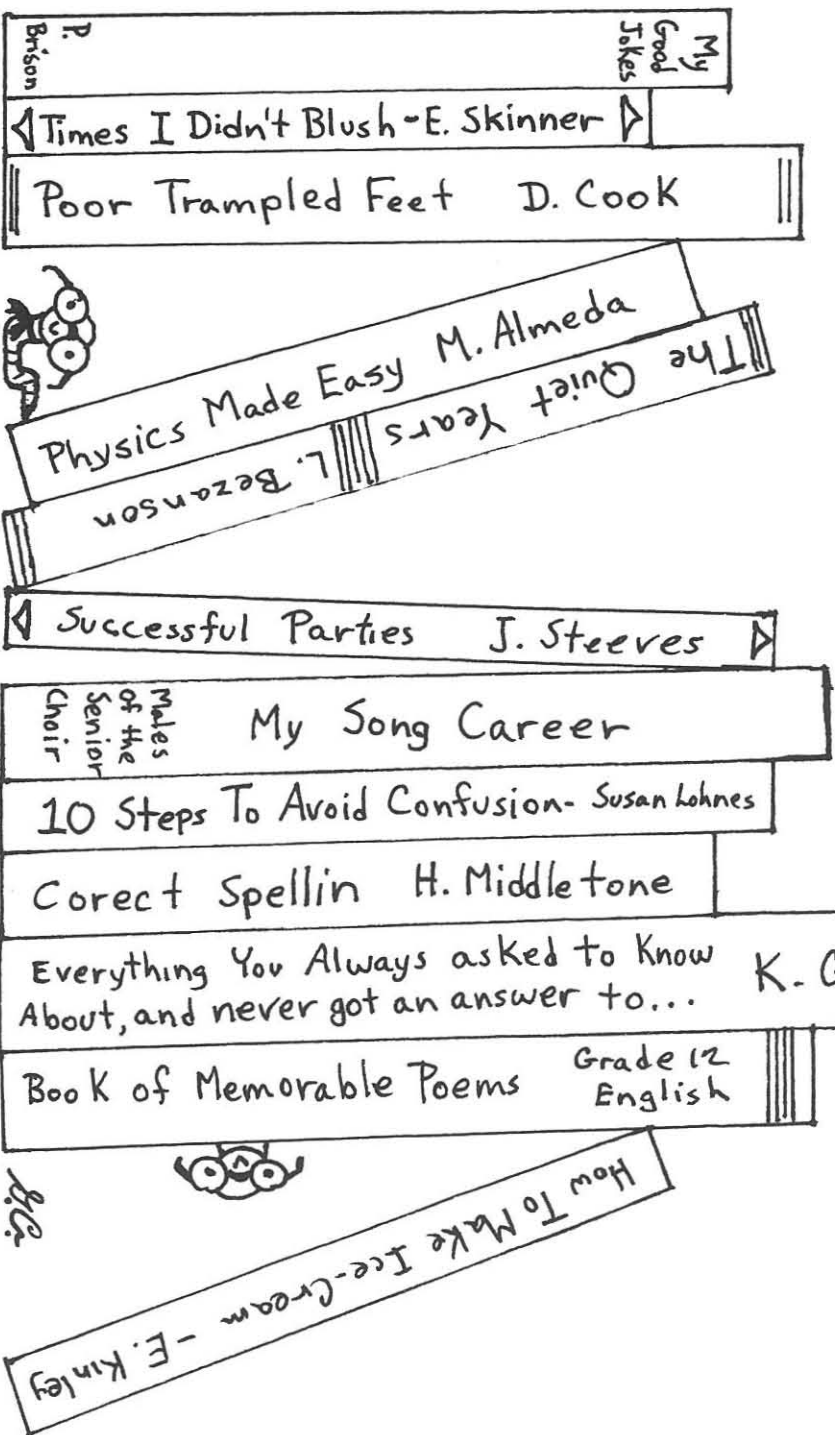 My
Good
Jokes
P.
Brison
Times I Didn't Blush - E. Skinner
Poor Trampled Feet D. Cook
Physics Made Easy M. Almeda
The Quiet Years L. Bezanson
Successful Parties J. Steeves
Males
of the
Senior
Choir
My Song Career
10 Steps To Avoid Confusion- Susan Lohnes
Corect Spellin H. Middletone
Everything You Always asked to Know
About, and never got an answer to... K.
Book of Memorable Poems Grade 12
English
How To Make Ice-Cream - E. Kinley